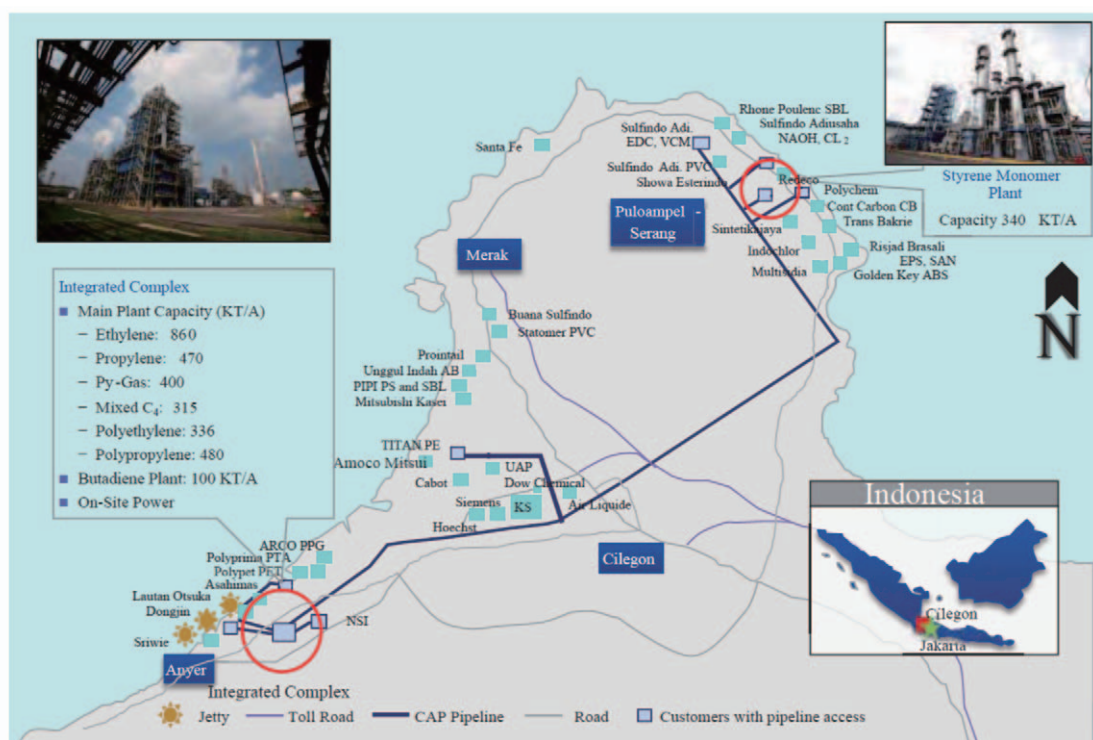 Rhone Poulenc SBL
Sulfindo Adi.
EDC, VCM
Sulfindo Adiusaha
NAOH, CL 2
Santa Fe
Sulfindo Adi. PVC
Showa Esterindo
Redeco
Styrene Monomer
Plant
Capacity 340 KT/A
Polychem
Cont Carbon CB
Trans Bakrie
Puloampel -
Serang
Sintetikajaya
Indochlor
Multisidia
Risjad Brasali
EPS, SAN
Golden Key ABS
Merak
N
Integrated Complex
Main Plant Capacity (KT/A)
– Ethylene: 860
– Propylene: 470
– Py-Gas: 400
– Mixed C4: 315
– Polyethylene: 336
– Polypropylene: 480
Butadiene Plant: 100 KT/A
On-Site Power
Buana Sulfindo
Statomer PVC
Prointail
Unggul Indah AB
PIPI PS and SBL
Mitsubishi Kasei
TITAN PE
Amoco Mitsui
Cabot
UAP
Dow Chemical
Siemens
KS
Air Liquide
Hoechst
Cilegon
ARCO PPG
Polyprima PTA
Polypet PET
Asahimas
Lautan Otsuka
Dongjin
Sriwie
NSI
Anyer
Integrated Complex
Indonesia
Cilegon
Jakarta
Jetty
Toll Road
CAP Pipeline
Road
Customers with pipeline access